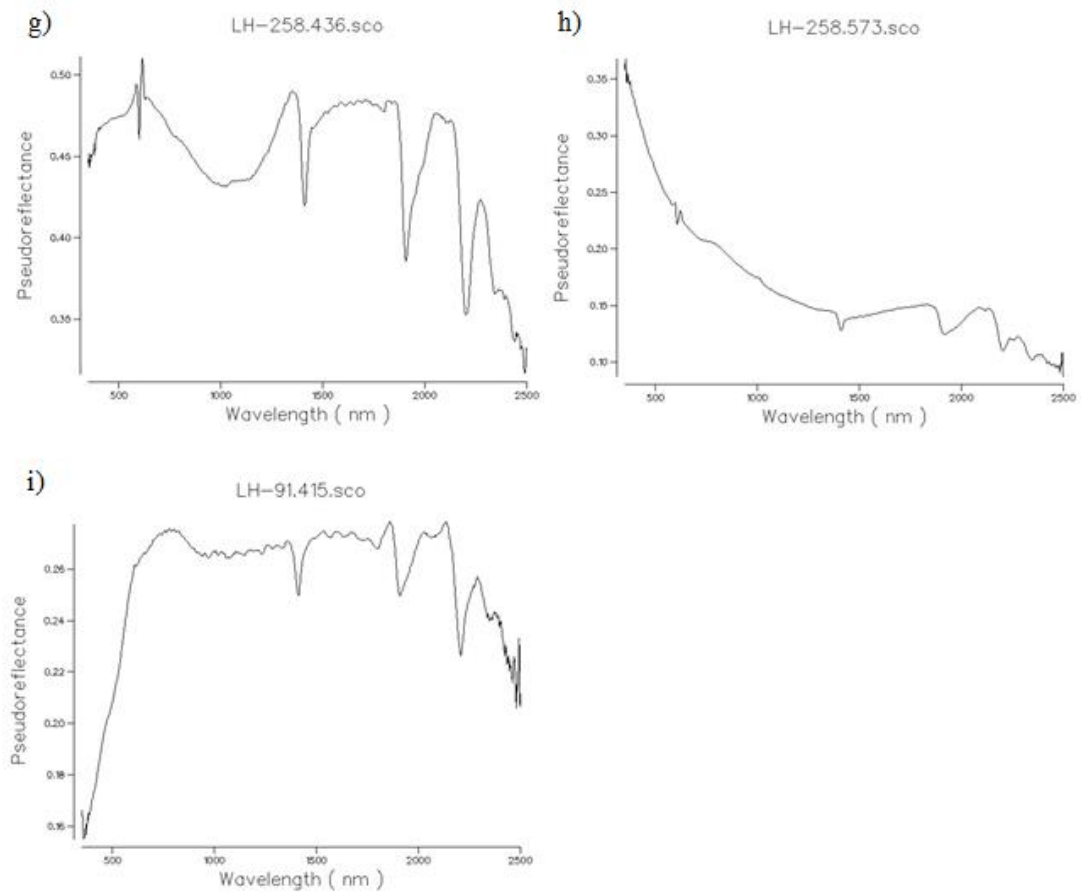 g)
LH-258.436.sco
0.50
0.45
0.40
0.35
Pseudoreflectance
500
1000
1500
2000
2500
Wavelength ( nm )
h)
LH-258.573.sco
0.35
0.30
0.25
0.20
0.15
0.10
Pseudoreflectance
500
1000
1500
2000
2500
Wavelength ( nm )
i)
LH-91.415.sco
0.26
0.24
0.22
0.20
0.18
0.16
Pseudoreflectance
500
1000
1500
2000
2500
Wavelength ( nm )